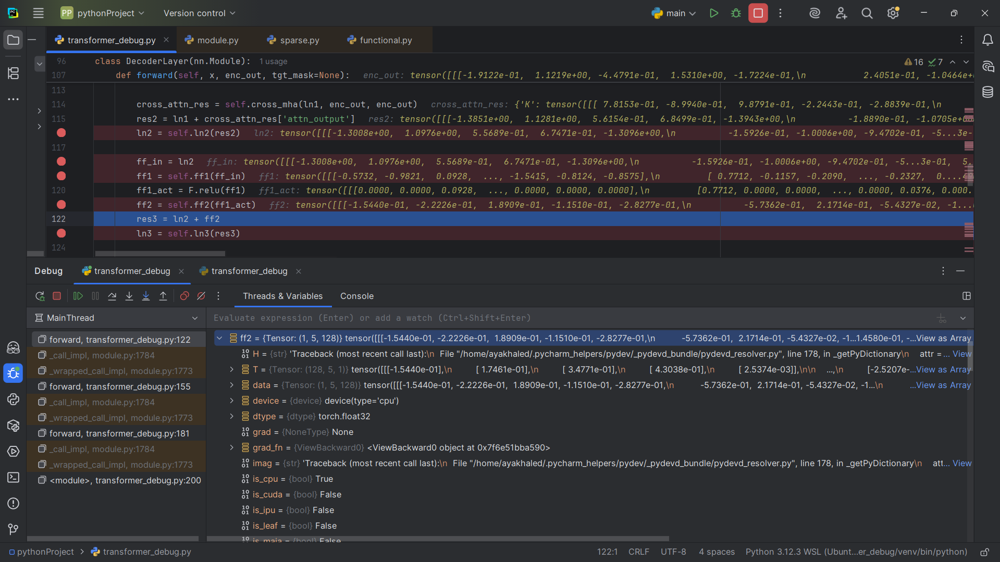 PC
PP pythonProject
Version control
main
transformer_debug.py
module.py
sparse.py
functional.py
96 class DecoderLayer(nn.Module): 1 usage
16 7
107 def forward(self, x, enc_out, tgt_mask=None): enc_out: tensor([[[-1.9122e-01, 1.1219e+00, -4.4791e-01, 1.5310e+00, -1.7224e-01,\n 2.4051e-01, -1.0464e+
113
114 cross_attn_res = self.cross_mha(ln1, enc_out, enc_out) cross_attn_res: {'K': tensor([[[ 7.8153e-01, -8.9940e-01, 9.8791e-01, -2.2443e-01, -2.8839e-01,\n
115 res2 = ln1 + cross_attn_res['attn_output'] res2: tensor([[[-1.3851e+00, 1.1281e+00, 5.6154e-01, 6.8499e-01, -1.3943e+00,\n -1.8890e-01, -1.0705e+00
ln2 = self.ln2(res2) ln2: tensor([[[-1.3008e+00, 1.0976e+00, 5.5689e-01, 6.7471e-01, -1.3096e+00,\n -1.5926e-01, -1.0006e+00, -9.4702e-01, -5...3e-
117
ff_in = ln2 ff_in: tensor([[[-1.3008e+00, 1.0976e+00, 5.5689e-01, 6.7471e-01, -1.3096e+00,\n -1.5926e-01, -1.0006e+00, -9.4702e-01, -5...3e-01, 5.
ff1 = self.ff1(ff_in) ff1: tensor([[[-0.5732, -0.9821, 0.0928, ..., -1.5415, -0.8124, -0.8575],\n [ 0.7712, -0.1157, -0.2090, ..., -0.2327, 0....
120 ff1_act = F.relu(ff1) ff1_act: tensor([[[0.0000, 0.0000, 0.0928, ..., 0.0000, 0.0000, 0.0000],\n [0.7712, 0.0000, 0.0000, ..., 0.0000, 0.0376, 0.000.
ff2 = self.ff2(ff1_act) ff2: tensor([[[-1.5440e-01, -2.2226e-01, 1.8909e-01, -1.1510e-01, -2.8277e-01,\n -5.7362e-01, 2.1714e-01, -5.4327e-02, -1...
122 res3 = ln2 + ff2
ln3 = self.ln3(res3)
124
Debug transformer_debug transformer_debug
Threads & Variables Console
MainThread
Evaluate expression (Enter) or add a watch (Ctrl+Shift+Enter)
forward, transformer_debug.py:122
_call_impl, module.py:1784
_wrapped_call_impl, module.py:1773
forward, transformer_debug.py:155
_call_impl, module.py:1784
_wrapped_call_impl, module.py:1773
forward, transformer_debug.py:181
_call_impl, module.py:1784
_wrapped_call_impl, module.py:1773
<module>, transformer_debug.py:200
ff2 = {Tensor: (1, 5, 128)} tensor([[[-1.5440e-01, -2.2226e-01, 1.8909e-01, -1.1510e-01, -2.8277e-01,\n -5.7362e-01, 2.1714e-01, -5.4327e-02, -1...1.4580e-01, -...View as Array
H = {str} 'Traceback (most recent call last):\n File "/home/ayakhaled/.pycharm_helpers/pydev/_pydevd_bundle/pydevd_resolver.py", line 178, in _getPyDictionary\n attr =... View
T = {Tensor: (128, 5, 1)} tensor([[[-1.5440e-01],\n [ 1.7461e-01],\n [ 3.4771e-01],\n [ 4.3038e-01],\n [ 2.5374e-03]],\n\n ...,\n [-2.5207e-...View as Array
data = {Tensor: (1, 5, 128)} tensor([[[-1.5440e-01, -2.2226e-01, 1.8909e-01, -1.1510e-01, -2.8277e-01,\n -5.7362e-01, 2.1714e-01, -5.4327e-02, -1...\n ...View as Array
device = {device} device(type='cpu')
dtype = {dtype} torch.float32
grad = {NoneType} None
grad_fn = {ViewBackward0} <ViewBackward0 object at 0x7f6e51bba590>
imag = {str} 'Traceback (most recent call last):\n File "/home/ayakhaled/.pycharm_helpers/pydev/_pydevd_bundle/pydevd_resolver.py", line 178, in _getPyDictionary\n att... View
is_cpu = {bool} True
is_cuda = {bool} False
is_ipu = {bool} False
is_leaf = {bool} False
is_maia = {bool} False
pythonProject > transformer_debug.py
122:1 CRLF UTF-8 4 spaces Python 3.12.3 WSL (Ubunt...er_debug/venv/bin/python)